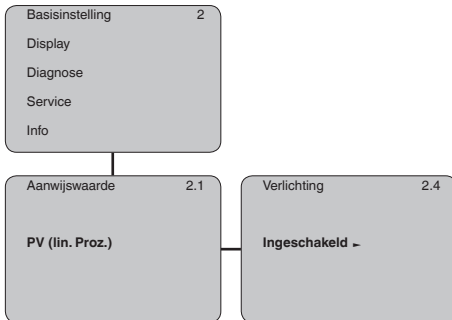 Basisinstelling 2
Display
Diagnose
Service
Info
Aanwijswaarde 2.1
PV (lin. Proz.)
Verlichting 2.4
Ingeschakeld ►